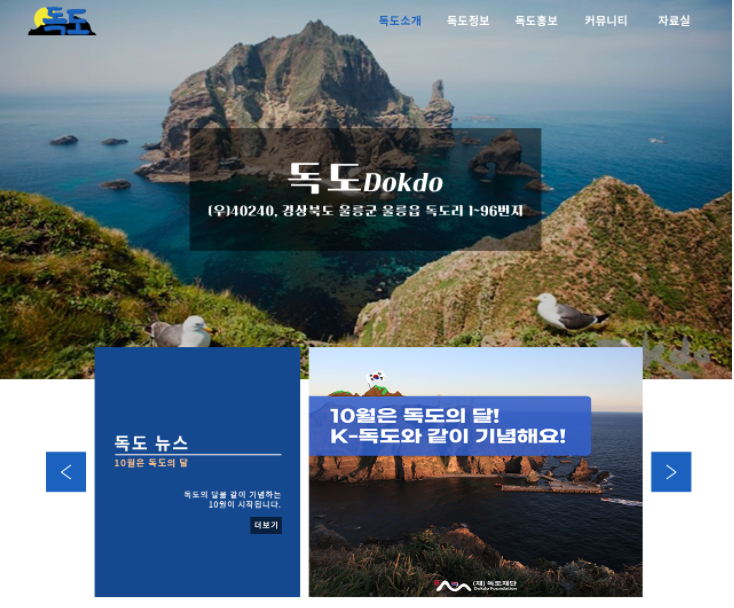 독도
독도소개 독도정보 독도홍보 커뮤니티 자료실
독도Dokdo
(우)40240, 경상북도 울릉군 울릉읍 독도리 1~96번지
독도 뉴스
10월은 독도의 달
독도의 달을 같이 기념하는
10월이 시작됩니다.
더보기
10월은 독도의 달!
K-독도와 같이 기념해요!
(재) 독도재단
Dokdo Foundation